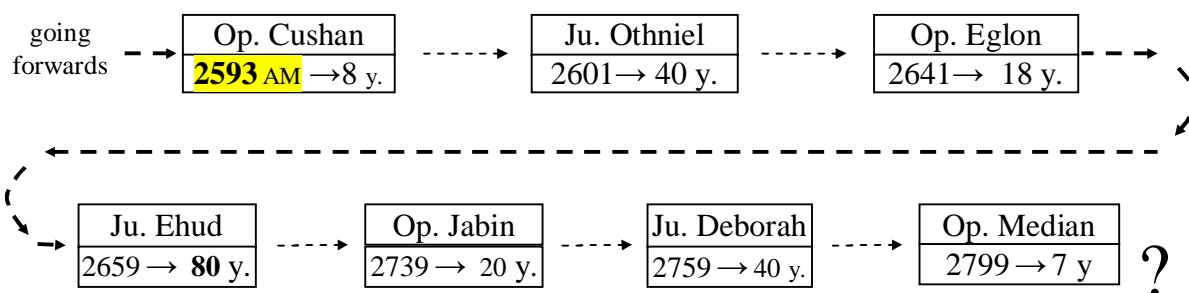 going
forwards
Op. Cushan
2593 AM →8 y.
Ju. Othniel
2601→ 40 y.
Op. Eglon
2641→ 18 y.
Ju. Ehud
2659 → 80 y.
Op. Jabin
2739 → 20 y.
Ju. Deborah
2759 → 40 y.
Op. Median
2799 → 7 y
?